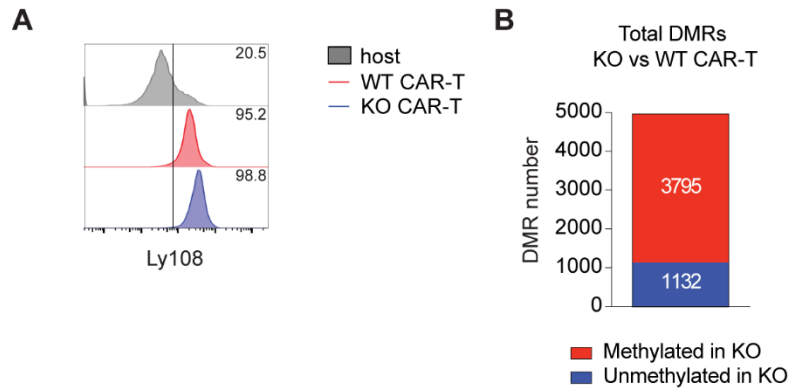 A
20.5
95.2
98.8
Ly108
host
WT CAR-T
KO CAR-T
B
Total DMRs
KO vs WT CAR-T
DMR number
5000
4000
3000
2000
1000
0
3795
1132
Methylated in KO
Unmethylated in KO